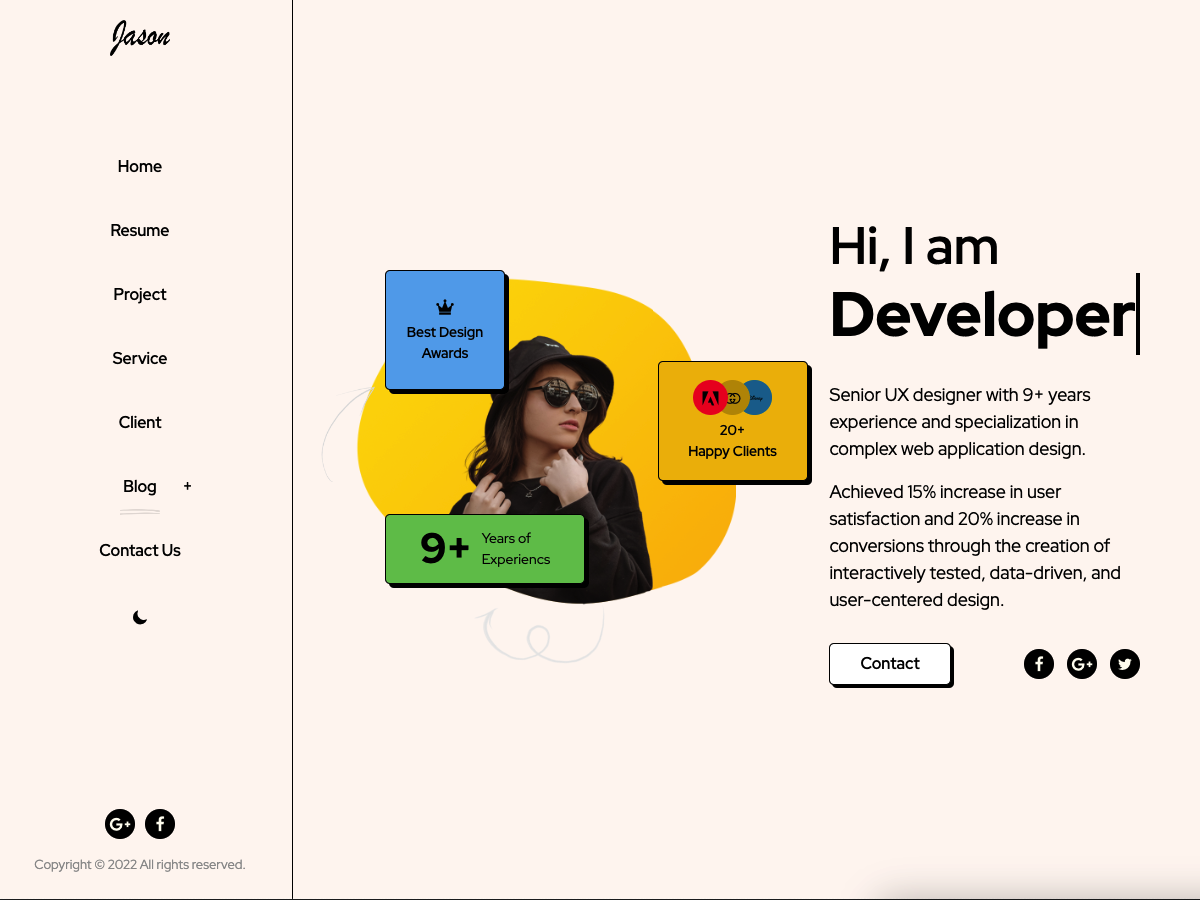 Jason
Home
Resume
Project
Service
Client
Blog +
Contact Us
Copyright © 2022 All rights reserved.
Best Design
Awards
20+
Happy Clients
9+
Years of
Experiencs
Hi, I am
Developer
Senior UX designer with 9+ years
experience and specialization in
complex web application design.
Achieved 15% increase in user
satisfaction and 20% increase in
conversions through the creation of
interactively tested, data-driven, and
user-centered design.
Contact